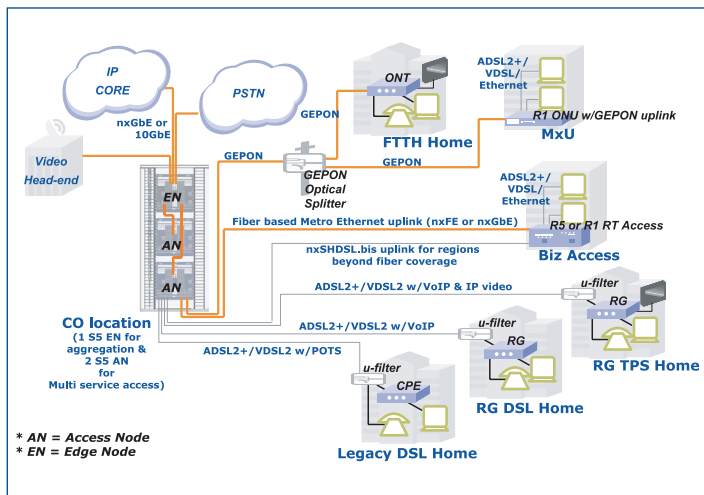 IP
CORE
PSTN
nxGbE or
10GbE
Video
Head-end
EN
AN
AN
GEPON
GEPON
GEPON
GEPON
Optical
Splitter
ONT
FTTH Home
ADSL2+/
VDSL/
Ethernet
R1 ONU w/GEPON uplink
MxU
ADSL2+/
VDSL/
Ethernet
R5 or R1 RT Access
Biz Access
Fiber based Metro Ethernet uplink (nxFE or nxGbE)
nxSHDSL.bis uplink for regions
beyond fiber coverage
ADSL2+/VDSL2 w/VoIP & IP video
u-filter
RG
RG TPS Home
ADSL2+/VDSL2 w/VoIP
u-filter
RG
RG DSL Home
ADSL2+/VDSL2 w/POTS
u-filter
CPE
Legacy DSL Home
CO location
(1 S5 EN for
aggregation &
2 S5 AN
for
Multi service access)
* AN = Access Node
* EN = Edge Node